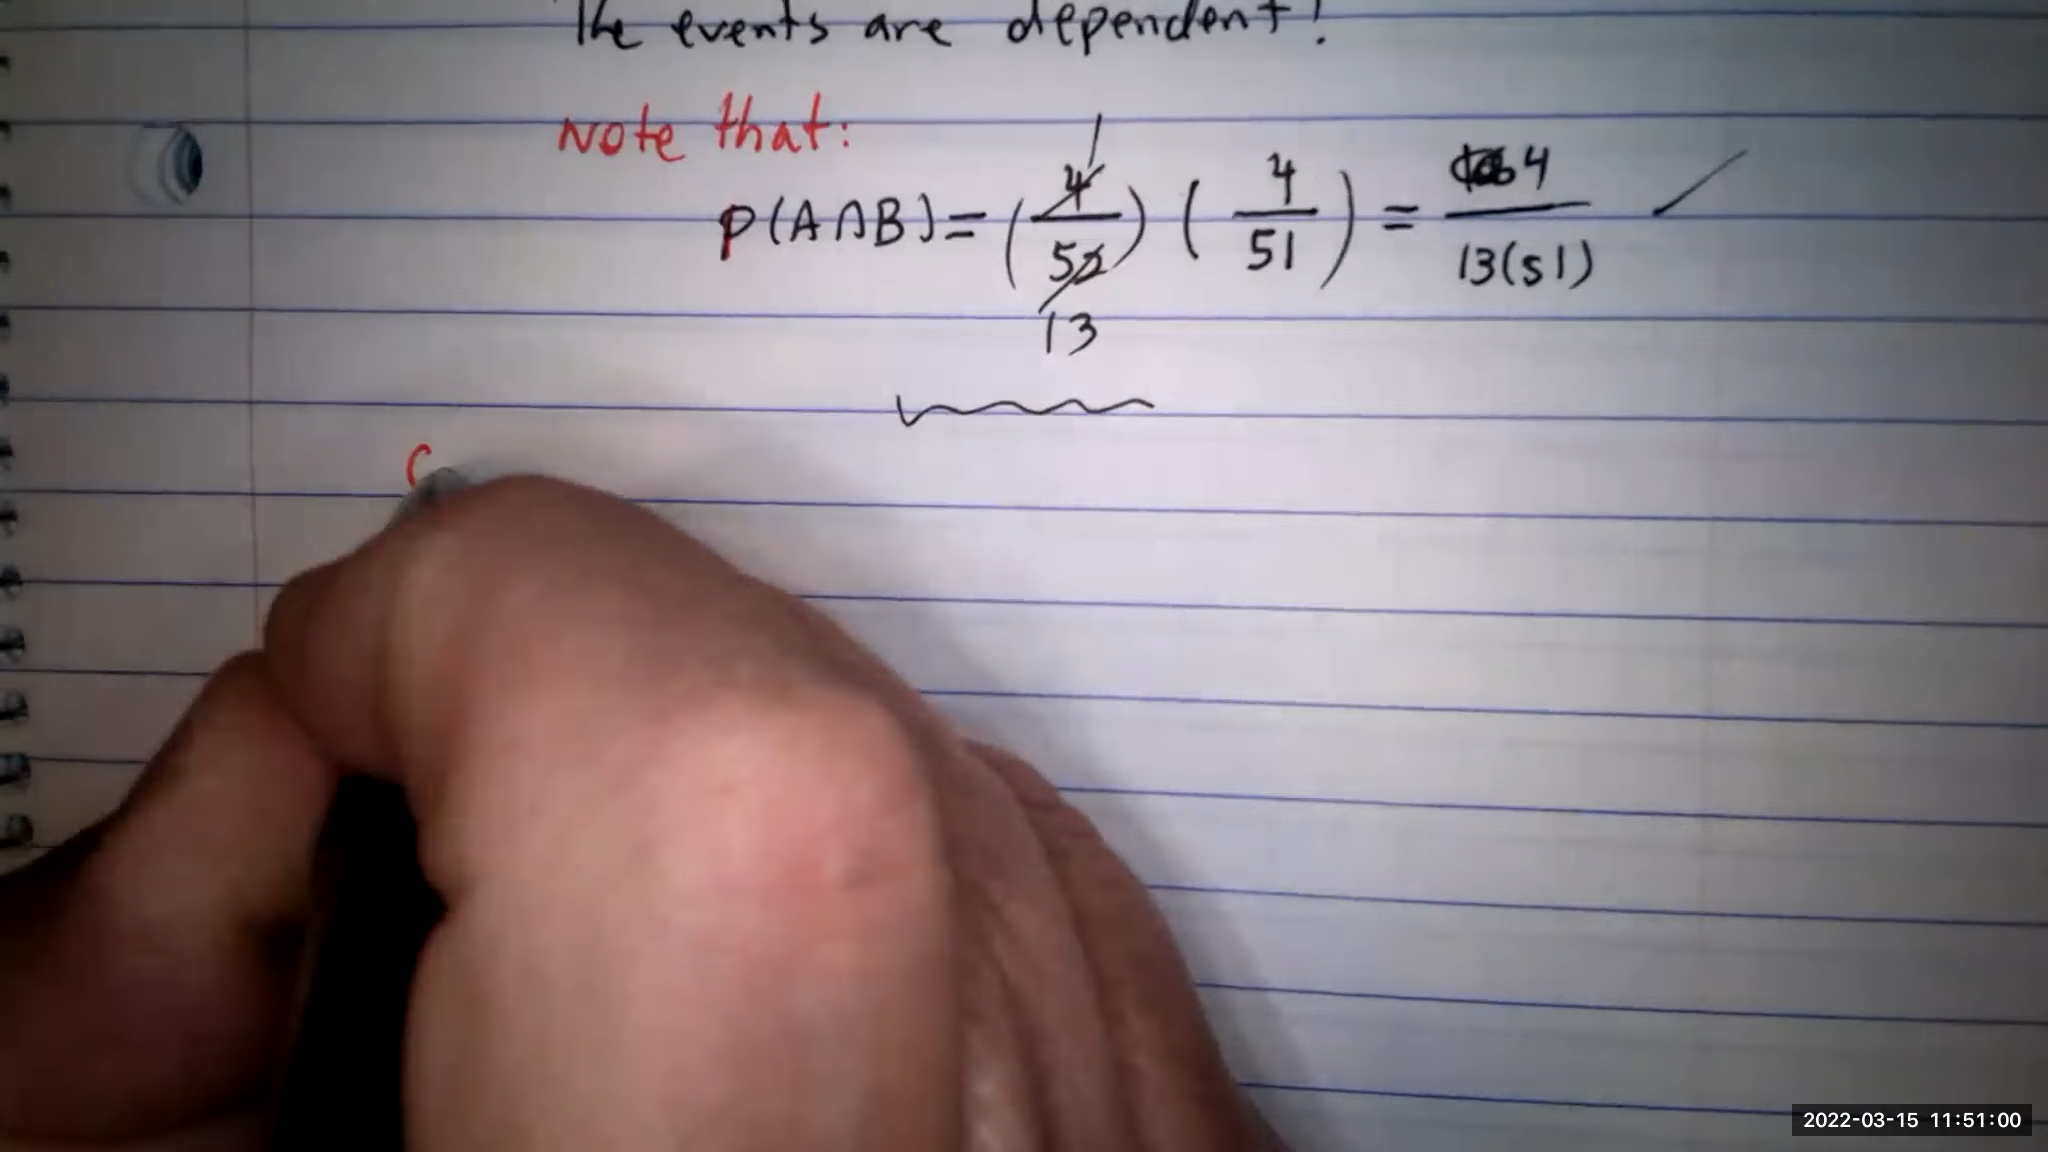 The events are dependent!
Note that:
P(A∩B) = (4/52) (4/51) = 4/13(51)
1
13
2022-03-15 11:51:00